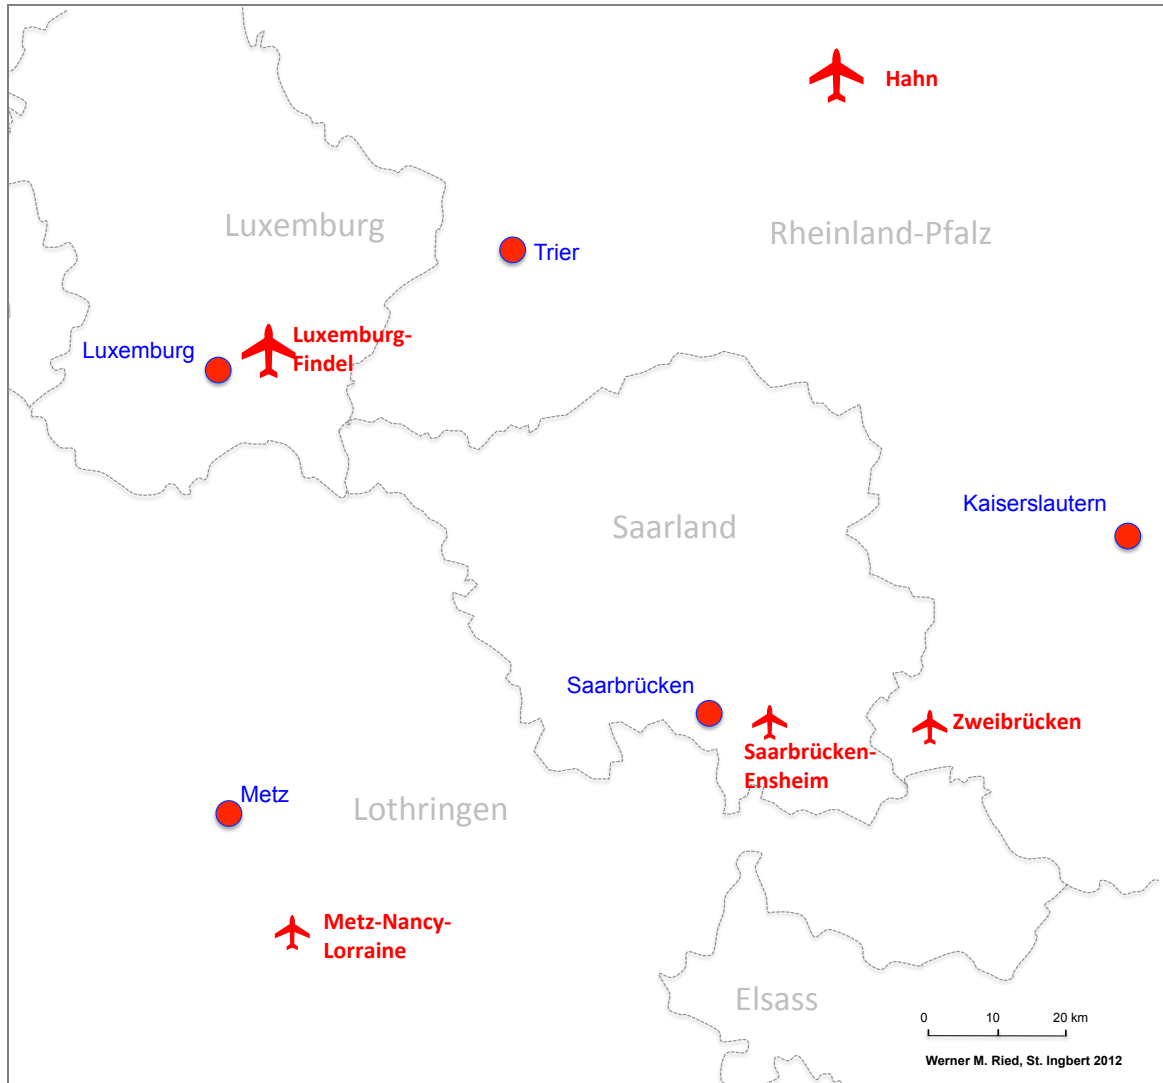 Hahn
Luxemburg
Rheinland-Pfalz
Trier
Luxemburg-
Findel
Luxemburg
Kaiserslautern
Saarland
Saarbrücken
Zweibrücken
Saarbrücken-
Ensheim
Metz
Lothringen
Metz-Nancy-
Lorraine
Elsass
0 10 20 km
Werner M. Ried, St. Ingbert 2012